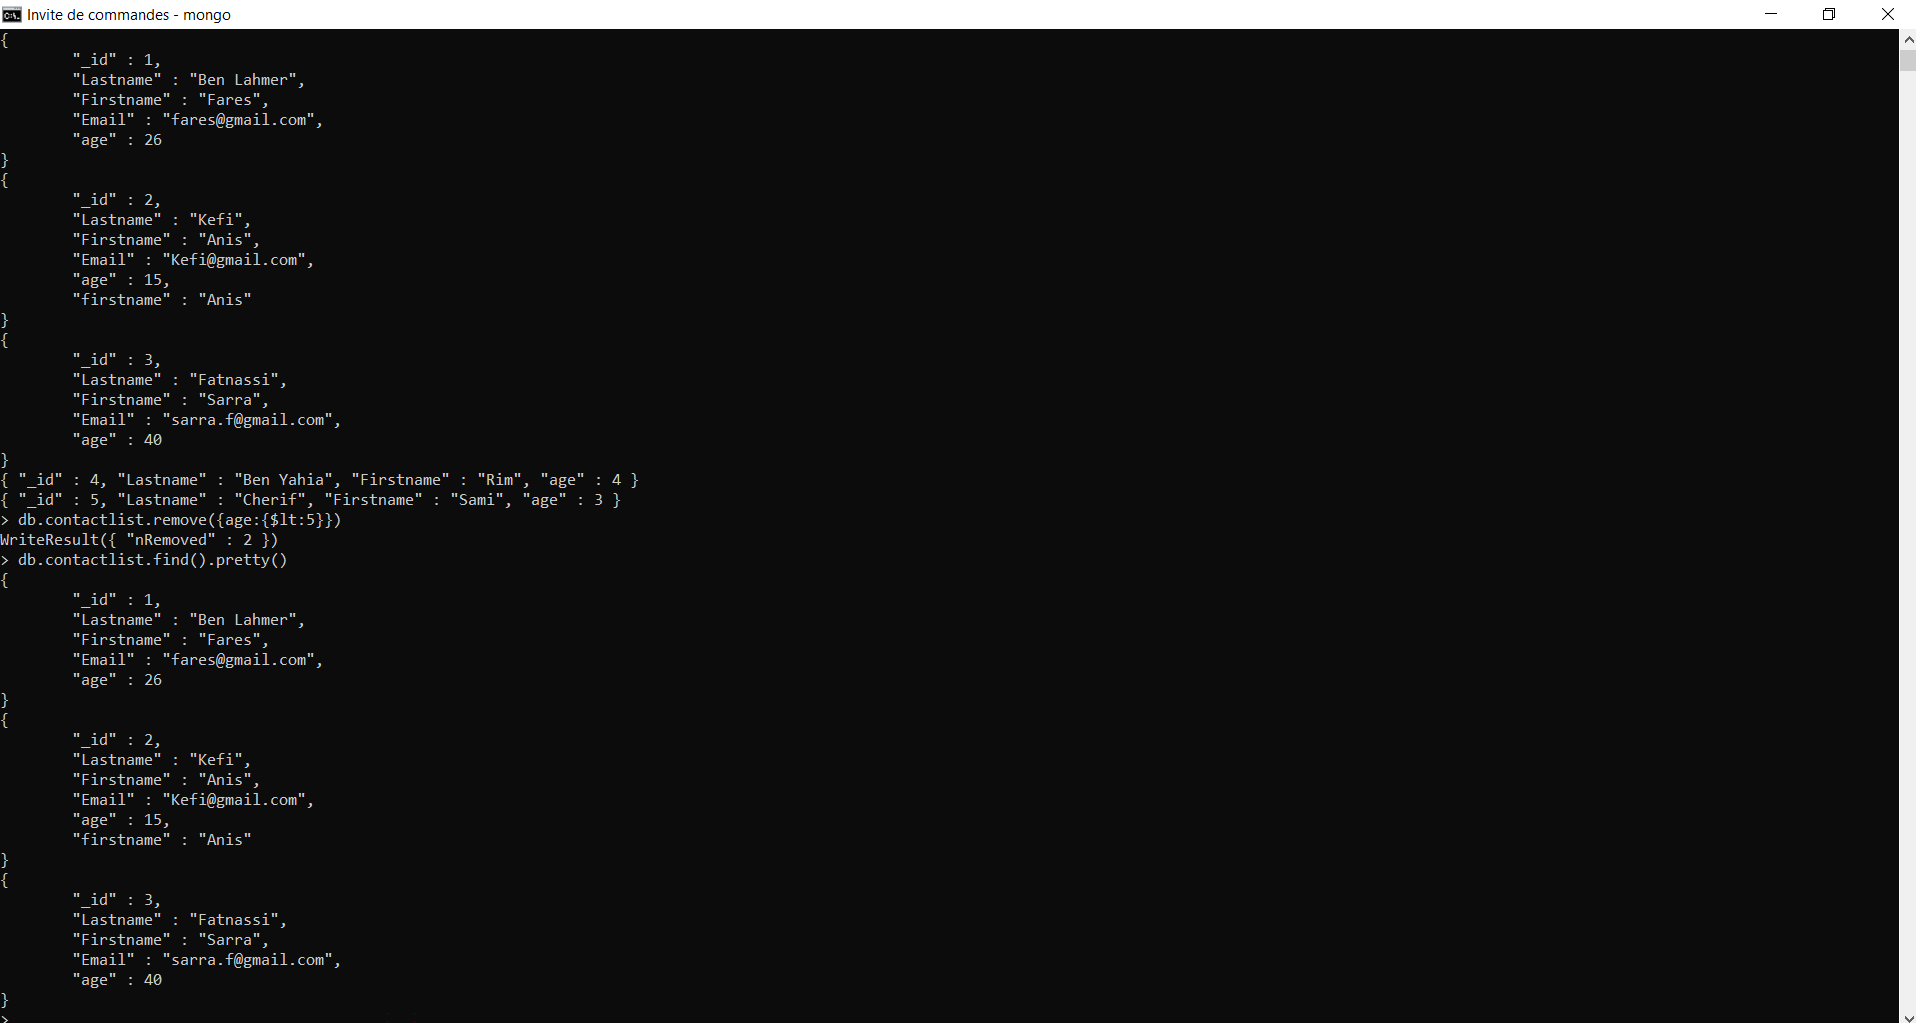 Invite de commandes - mongo
{
        "_id" : 1,
        "Lastname" : "Ben Lahmer",
        "Firstname" : "Fares",
        "Email" : "fares@gmail.com",
        "age" : 26
}
{
        "_id" : 2,
        "Lastname" : "Kefi",
        "Firstname" : "Anis",
        "Email" : "Kefi@gmail.com",
        "age" : 15,
        "firstname" : "Anis"
}
{
        "_id" : 3,
        "Lastname" : "Fatnassi",
        "Firstname" : "Sarra",
        "Email" : "sarra.f@gmail.com",
        "age" : 40
}
{ "_id" : 4, "Lastname" : "Ben Yahia", "Firstname" : "Rim", "age" : 4 }
{ "_id" : 5, "Lastname" : "Cherif", "Firstname" : "Sami", "age" : 3 }
> db.contactlist.remove({age:{$lt:5}})
WriteResult({ "nRemoved" : 2 })
> db.contactlist.find().pretty()
{
        "_id" : 1,
        "Lastname" : "Ben Lahmer",
        "Firstname" : "Fares",
        "Email" : "fares@gmail.com",
        "age" : 26
}
{
        "_id" : 2,
        "Lastname" : "Kefi",
        "Firstname" : "Anis",
        "Email" : "Kefi@gmail.com",
        "age" : 15,
        "firstname" : "Anis"
}
{
        "_id" : 3,
        "Lastname" : "Fatnassi",
        "Firstname" : "Sarra",
        "Email" : "sarra.f@gmail.com",
        "age" : 40
}
>